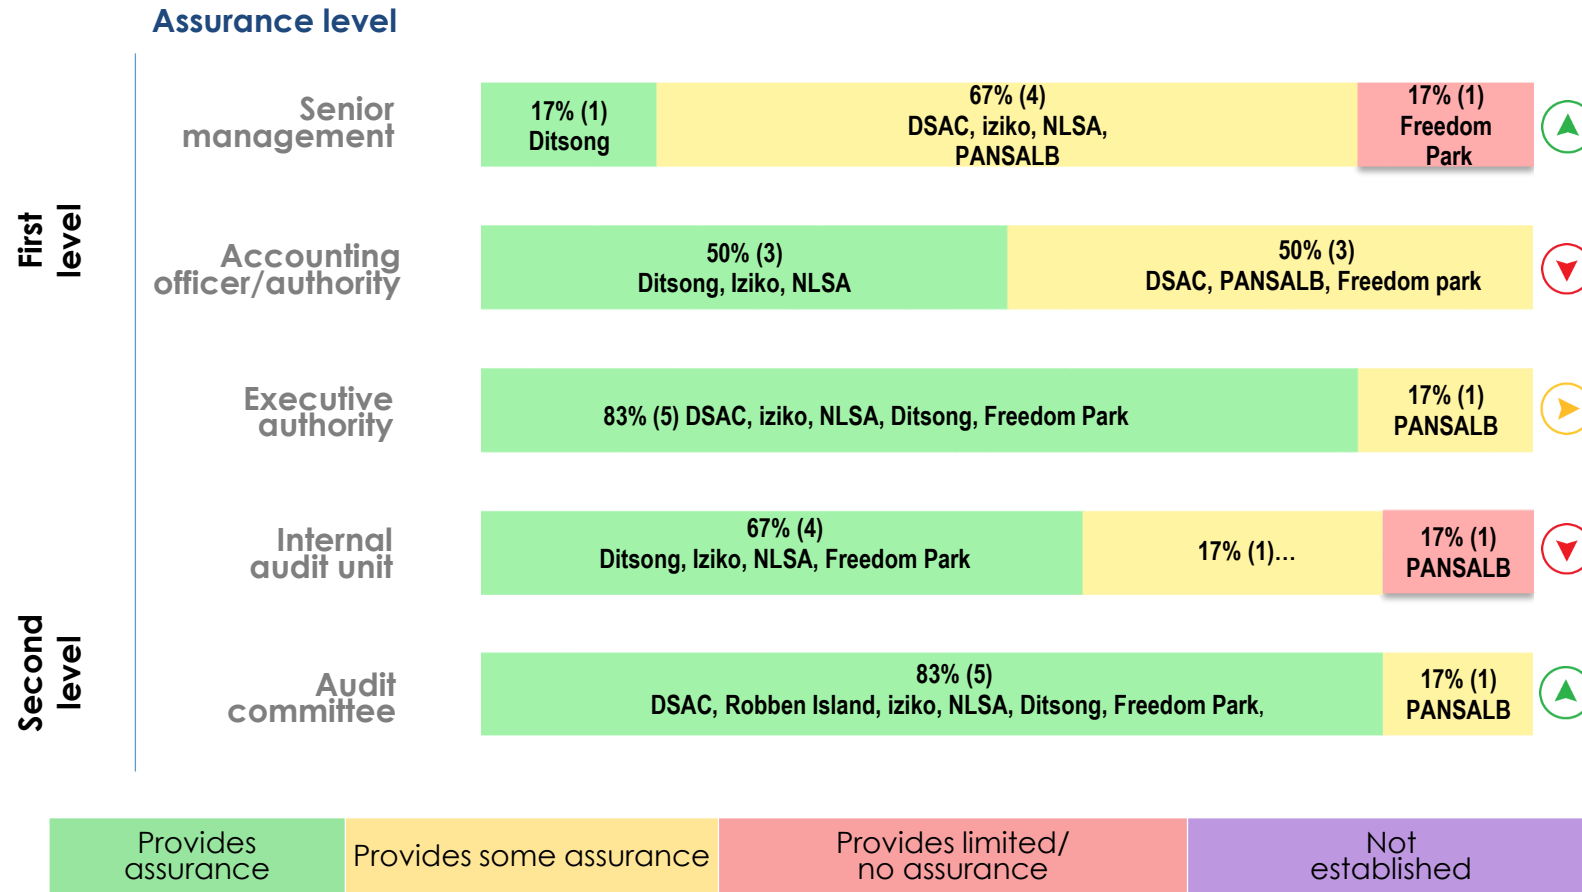 Assurance level
First
level
Senior
management
17% (1)
Ditsong
67% (4)
DSAC, iziko, NLSA,
PANSALB
17% (1)
Freedom
Park
Accounting
officer/authority
50% (3)
Ditsong, Iziko, NLSA
50% (3)
DSAC, PANSALB, Freedom park
Executive
authority
83% (5) DSAC, iziko, NLSA, Ditsong, Freedom Park
17% (1)
PANSALB
Second
level
Internal
audit unit
67% (4)
Ditsong, Iziko, NLSA, Freedom Park
17% (1)...
17% (1)
PANSALB
Audit
committee
83% (5)
DSAC, Robben Island, iziko, NLSA, Ditsong, Freedom Park,
17% (1)
PANSALB
Provides
assurance
Provides some assurance
Provides limited/
no assurance
Not
established